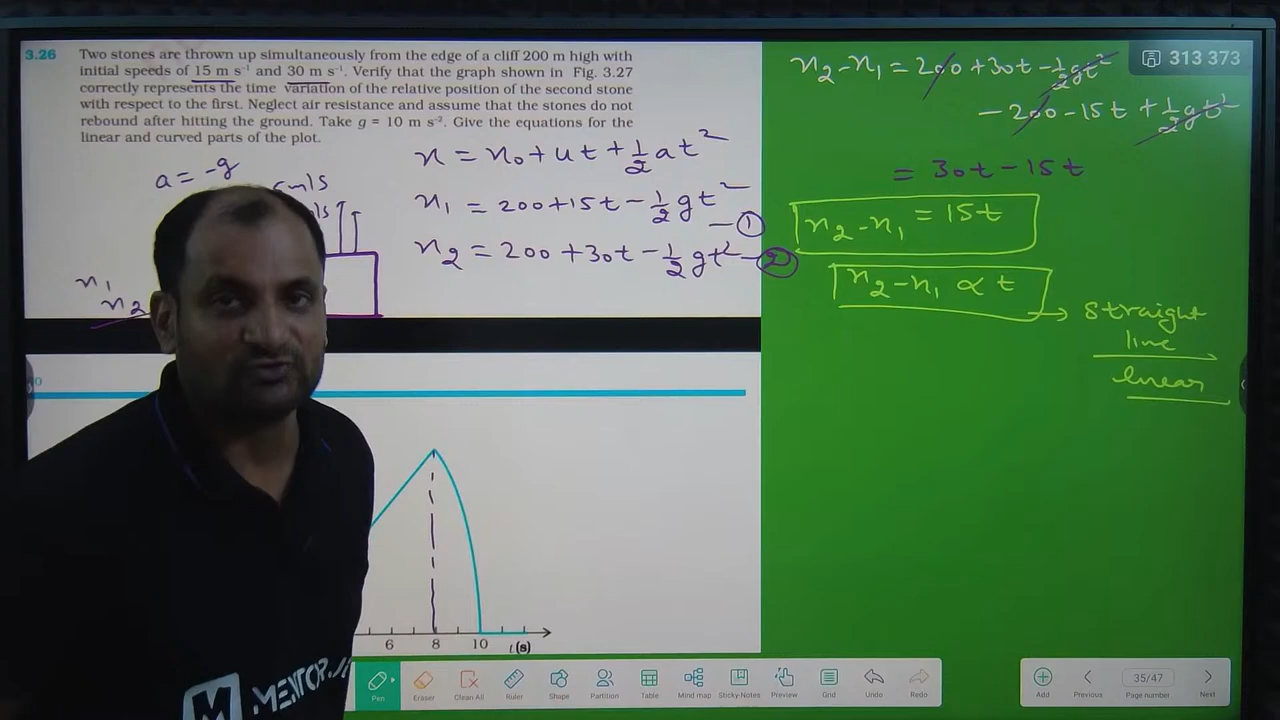 3.26 Two stones are thrown up simultaneously from the edge of a cliff 200 m high with
initial speeds of 15 m s⁻¹ and 30 m s⁻¹. Verify that the graph shown in Fig. 3.27
correctly represents the time variation of the relative position of the second stone
with respect to the first. Neglect air resistance and assume that the stones do not
rebound after hitting the ground. Take g = 10 m s⁻². Give the equations for the
linear and curved parts of the plot.
a = -g
m/s
x = x₀ + ut + ½at²
x₁ = 200 + 15t - ½gt² — ①
x₂ = 200 + 30t - ½gt² — ②
x₁
x₂
x₂ - x₁ = 200 + 30t - ½gt²
- 200 - 15t + ½gt²
= 30t - 15t
x₂ - x₁ = 15t
x₂ - x₁ ∝ t
→ straight
line
linear
313 373
6 8 10 t(s)
Pen Eraser Clean All Ruler Shape Partition Table Mind map Sticky-Notes Preview Grid Undo Redo
Add Previous 35/47 Page number Next
M